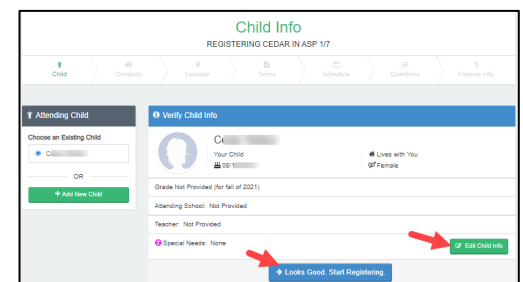 Child Info
REGISTERING CEDAR IN ASP 1/7
Child
Contacts
Location
Terms
Schedule
Questions
Finance Info
Attending Child
Choose an Existing Child
OR
+ Add New Child
Verify Child Info
Your Child
Lives with You
Female
Grade Not Provided (for fall of 2021)
Attending School: Not Provided
Teacher: Not Provided
Special Needs: None
Edit Child Info
Looks Good. Start Registering.